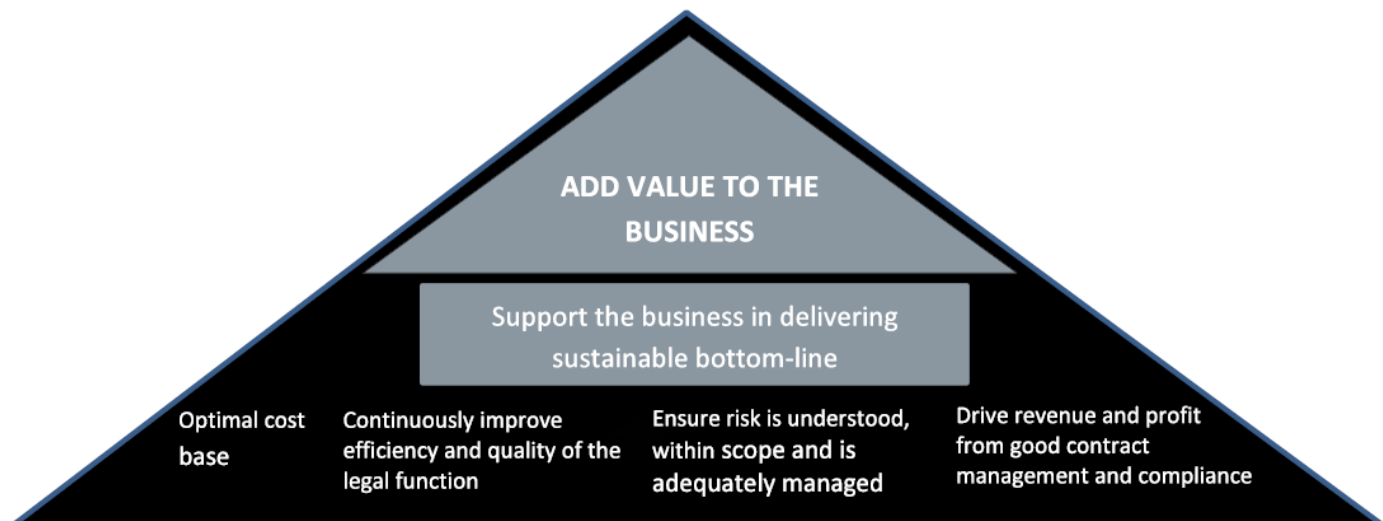 ADD VALUE TO THE
BUSINESS
Support the business in delivering
sustainable bottom-line
Optimal cost
base
Continuously improve
efficiency and quality of the
legal function
Ensure risk is understood,
within scope and is
adequately managed
Drive revenue and profit
from good contract
management and compliance